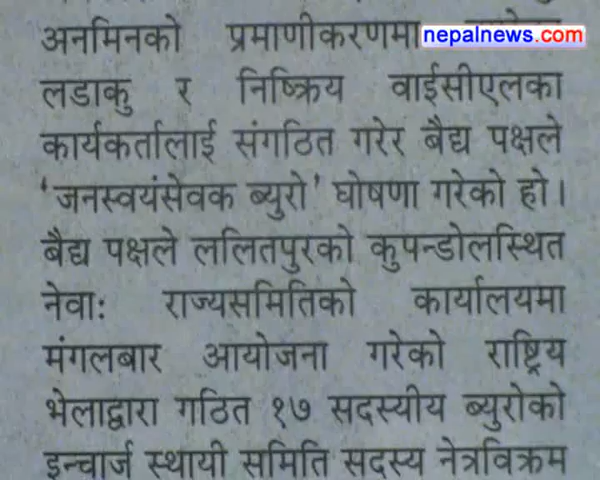 अनमिनको प्रमाणीकरणमा
nepalnews.com
लडाकु र निष्क्रिय वाईसीएलका
कार्यकर्तालाई संगठित गरेर बैद्य पक्षले
‘जनस्वयंसेवक ब्युरो’ घोषणा गरेको हो।
बैद्य पक्षले ललितपुरको कुपन्डोलस्थित
नेवाः राज्यसमितिको कार्यालयमा
मंगलबार आयोजना गरेको राष्ट्रिय
भेलाद्वारा गठित १७ सदस्यीय ब्युरोको
इन्चार्ज स्थायी समिति सदस्य नेत्रविक्रम